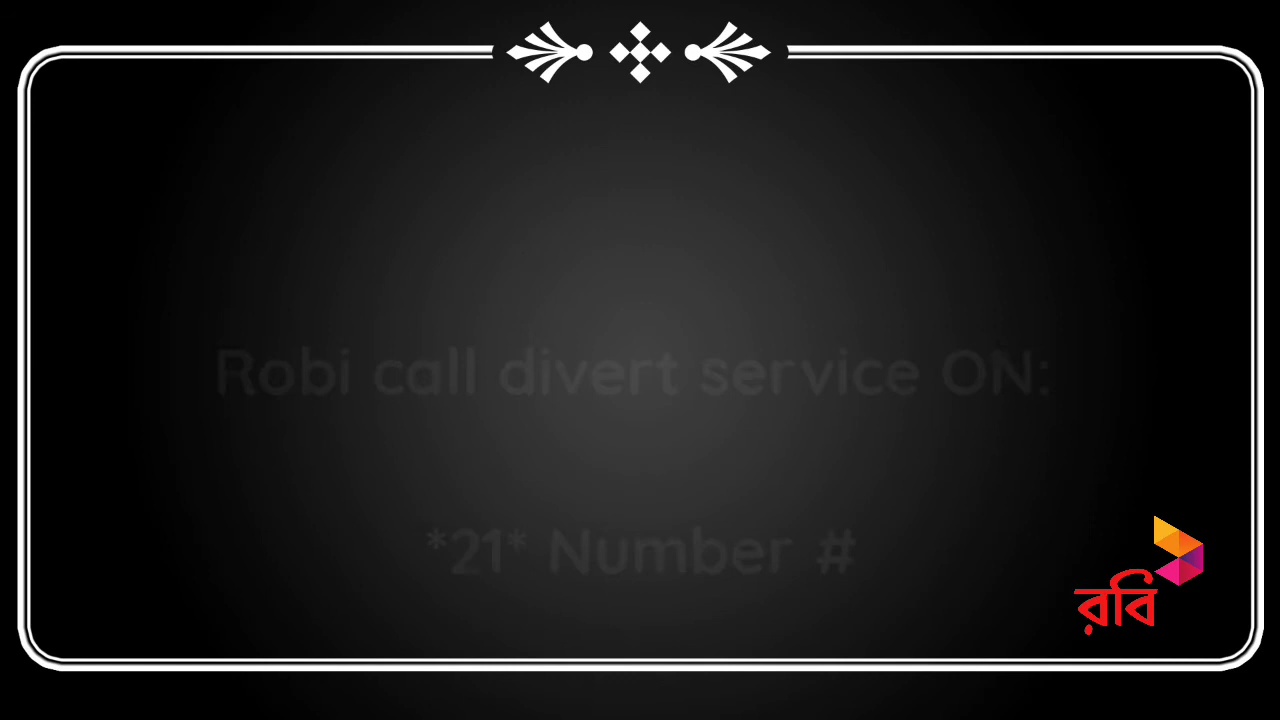 Robi call divert service ON:
*21* Number #
রবি